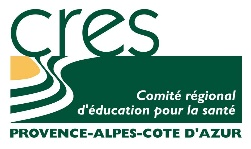 cres
Comité régional
d'éducation pour la santé
PROVENCE-ALPES-COTE D'AZUR